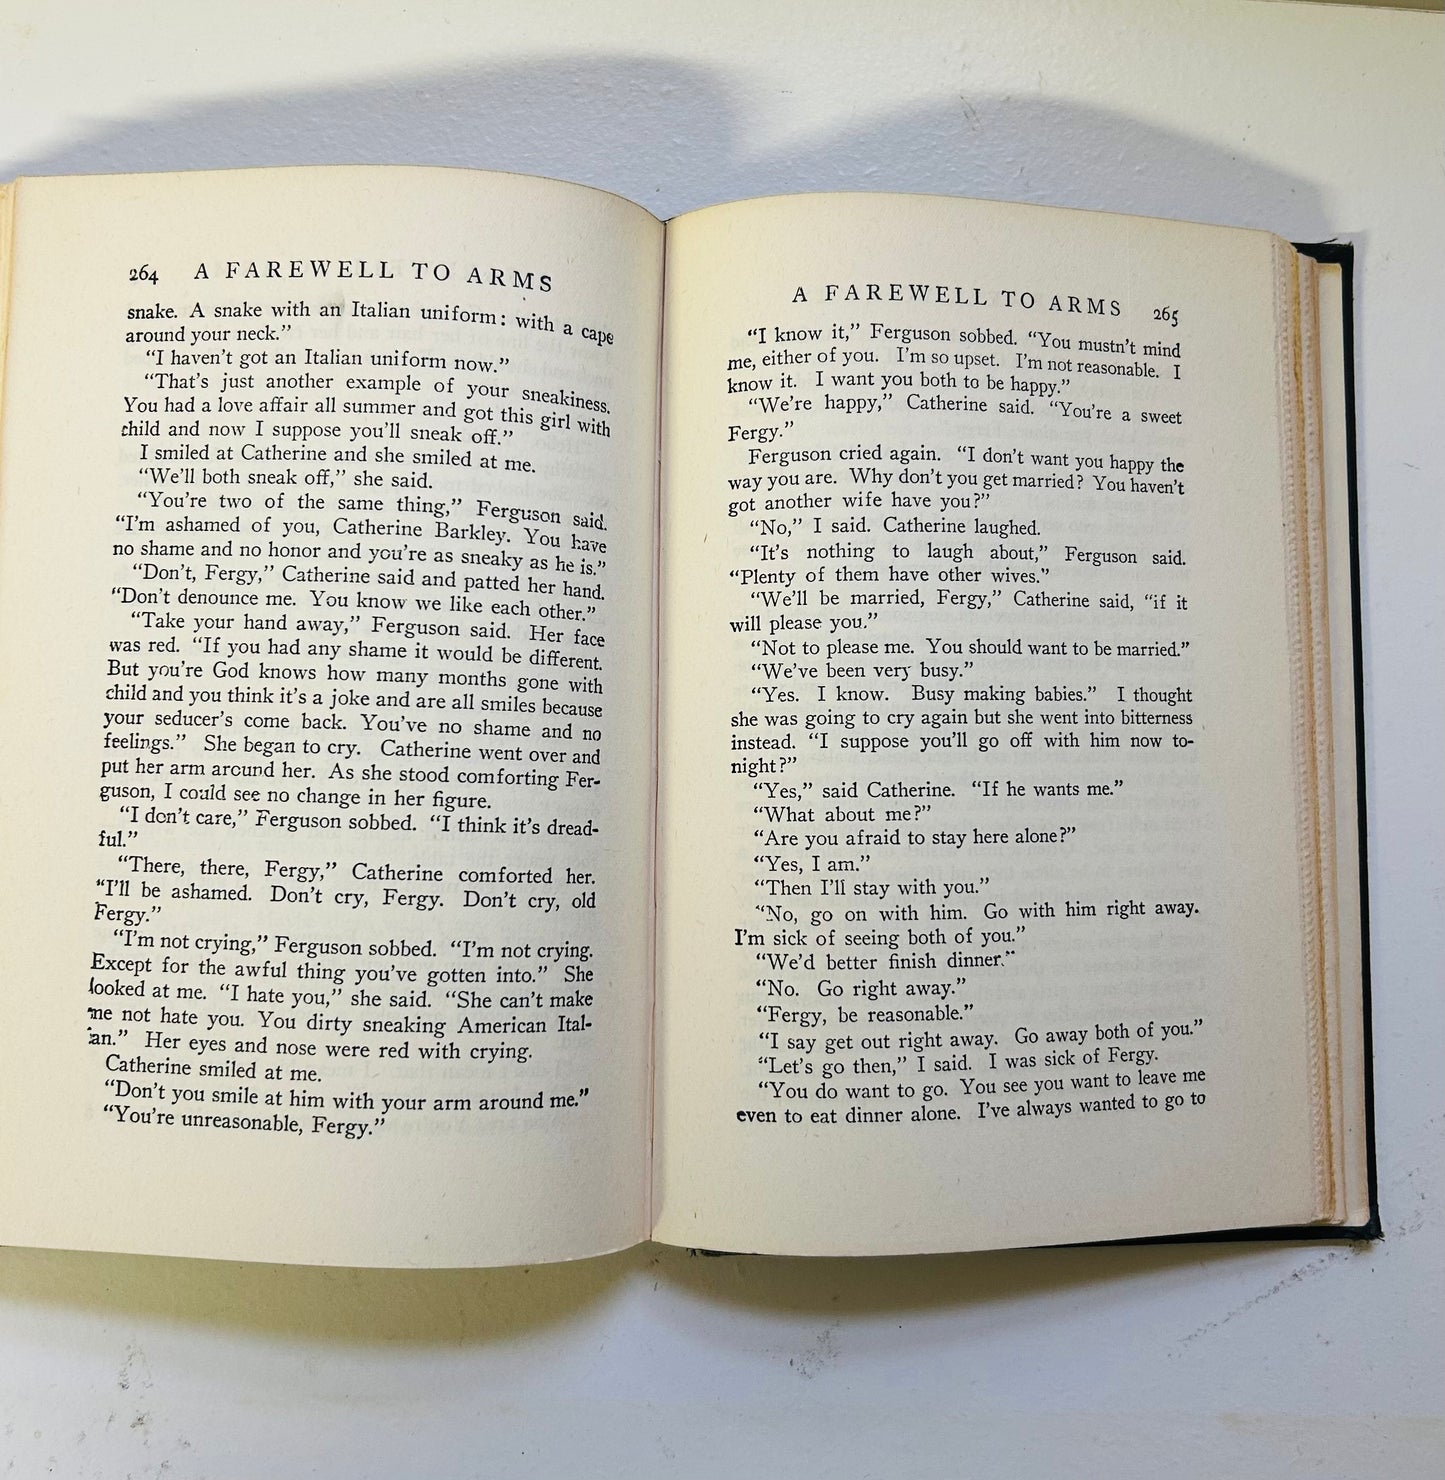 264 A FAREWELL TO ARMS
snake. A snake with an Italian uniform: with a cape
around your neck.”
“I haven’t got an Italian uniform now.”
“That’s just another example of your sneakiness.
You had a love affair all summer and got this girl with
child and now I suppose you’ll sneak off.”
I smiled at Catherine and she smiled at me.
“We’ll both sneak off,” she said.
“You’re two of the same thing,” Ferguson said.
“I’m ashamed of you, Catherine Barkley. You have
no shame and no honor and you’re as sneaky as he is.”
“Don’t, Fergy,” Catherine said and patted her hand.
“Don’t denounce me. You know we like each other.”
“Take your hand away,” Ferguson said. Her face
was red. “If you had any shame it would be different.
But you’re God knows how many months gone with
child and you think it’s a joke and are all smiles because
your seducer’s come back. You’ve no shame and no
feelings.” She began to cry. Catherine went over and
put her arm around her. As she stood comforting Fer-
guson, I could see no change in her figure.
“I don’t care,” Ferguson sobbed. “I think it’s dread-
ful.”
“There, there, Fergy,” Catherine comforted her.
“I’ll be ashamed. Don’t cry, Fergy. Don’t cry, old
Fergy.”
“I’m not crying,” Ferguson sobbed. “I’m not crying.
Except for the awful thing you’ve gotten into.” She
looked at me. “I hate you,” she said. “She can’t make
me not hate you. You dirty sneaking American Ital-
ian.” Her eyes and nose were red with crying.
Catherine smiled at me.
“Don’t you smile at him with your arm around me.”
“You’re unreasonable, Fergy.”
A FAREWELL TO ARMS 265
“I know it,” Ferguson sobbed. “You mustn’t mind
me, either of you. I’m so upset. I’m not reasonable. I
know it. I want you both to be happy.”
“We’re happy,” Catherine said. “You’re a sweet
Fergy.”
Ferguson cried again. “I don’t want you happy the
way you are. Why don’t you get married? You haven’t
got another wife have you?”
“No,” I said. Catherine laughed.
“It’s nothing to laugh about,” Ferguson said.
“Plenty of them have other wives.”
“We’ll be married, Fergy,” Catherine said, “if it
will please you.”
“Not to please me. You should want to be married.”
“We’ve been very busy.”
“Yes. I know. Busy making babies.” I thought
she was going to cry again but she went into bitterness
instead. “I suppose you’ll go off with him now to-
night?”
“Yes,” said Catherine. “If he wants me.”
“What about me?”
“Are you afraid to stay here alone?”
“Yes, I am.”
“Then I’ll stay with you.”
“No, go on with him. Go with him right away.
I’m sick of seeing both of you.”
“We’d better finish dinner.”
“No. Go right away.”
“Fergy, be reasonable.”
“I say get out right away. Go away both of you.”
“Let’s go then,” I said. I was sick of Fergy.
“You do want to go. You see you want to leave me
even to eat dinner alone. I’ve always wanted to go to